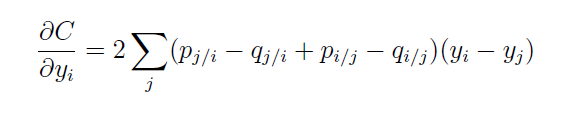 ∂C/∂y_i = 2 ∑_j (p_{j/i} − q_{j/i} + p_{i/j} − q_{i/j})(y_i − y_j)